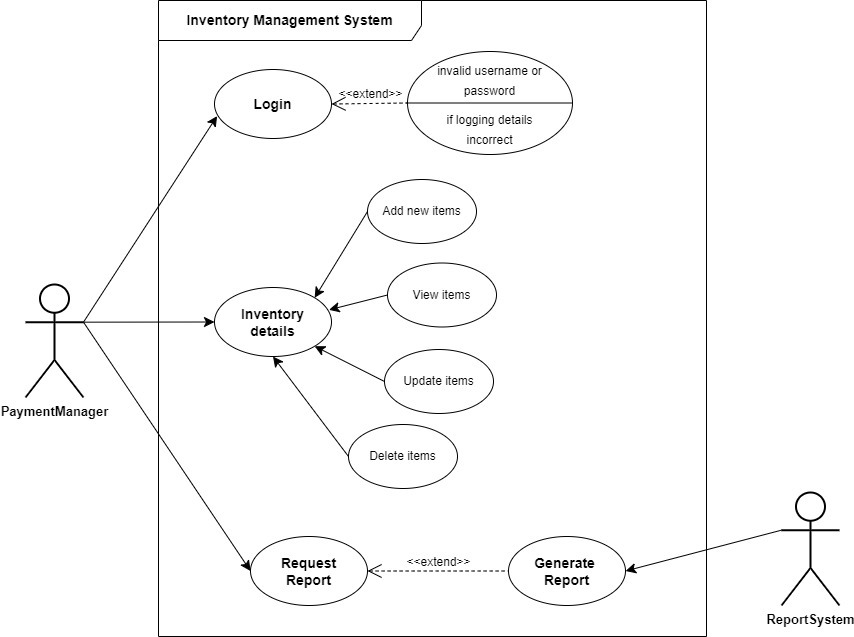 Inventory Management System
Login
<<extend>>
invalid username or
password
if logging details
incorrect
Add new items
View items
Inventory
details
Update items
Delete items
PaymentManager
Request
Report
<<extend>>
Generate
Report
ReportSystem